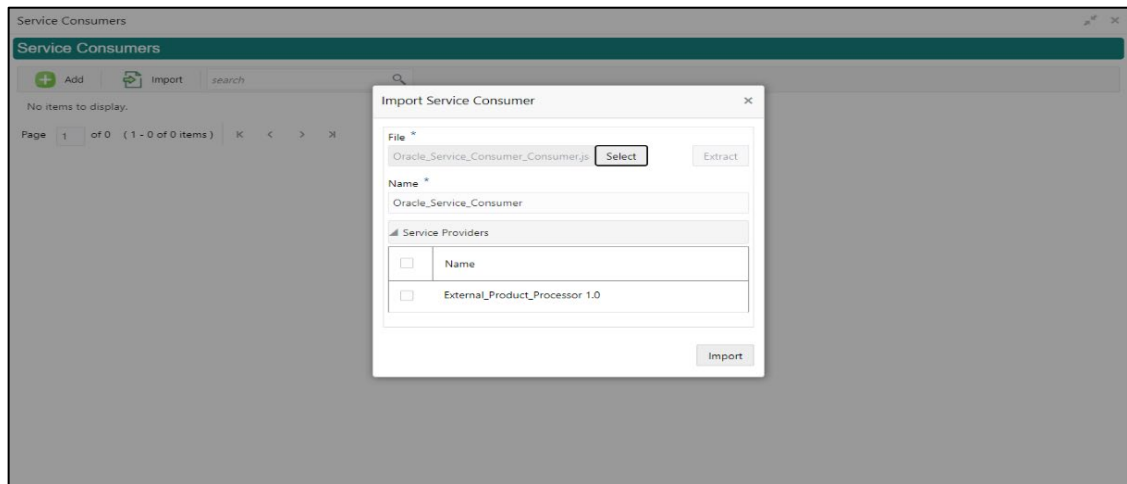 Service Consumers
Service Consumers
Add Import search
No items to display.
Page 1 of 0 (1 - 0 of 0 items)
Import Service Consumer
File *
Oracle_Service_Consumer_Consumer.js Select Extract
Name *
Oracle_Service_Consumer
Service Providers
Name
External_Product_Processor 1.0
Import